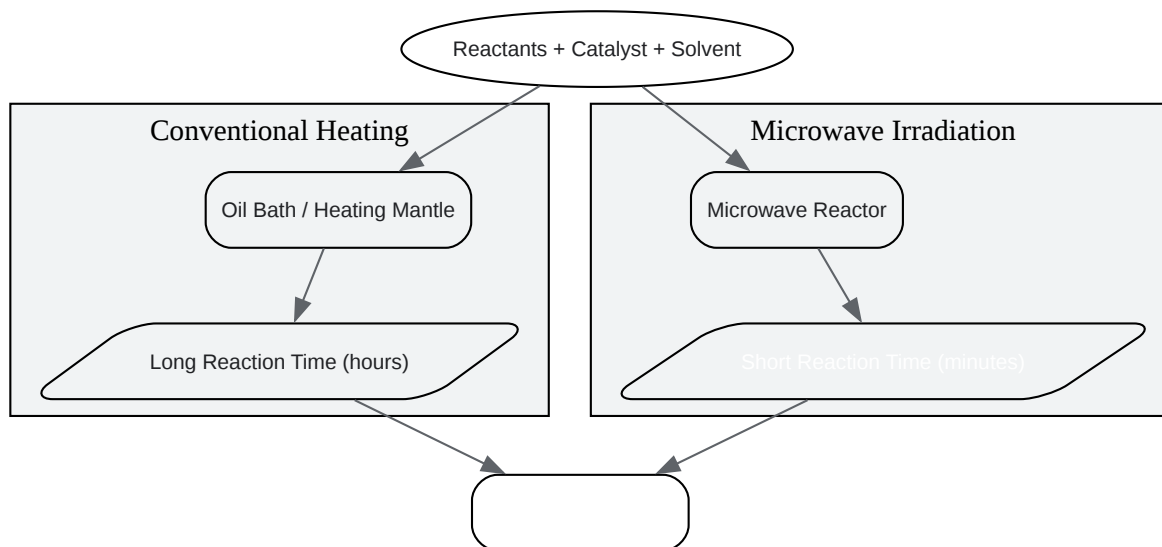 Reactants + Catalyst + Solvent
Conventional Heating
Microwave Irradiation
Oil Bath / Heating Mantle
Microwave Reactor
Long Reaction Time (hours)
Short Reaction Time (minutes)